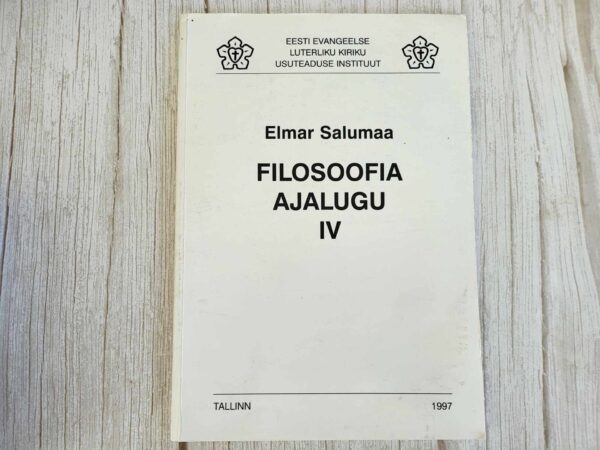 EESTI EVANGEELSE
LUTERLIKU KIRIKU
USUTEADUSE INSTITUUT
Elmar Salumaa
FILOSOOFIA
AJALUGU
IV
TALLINN 1997